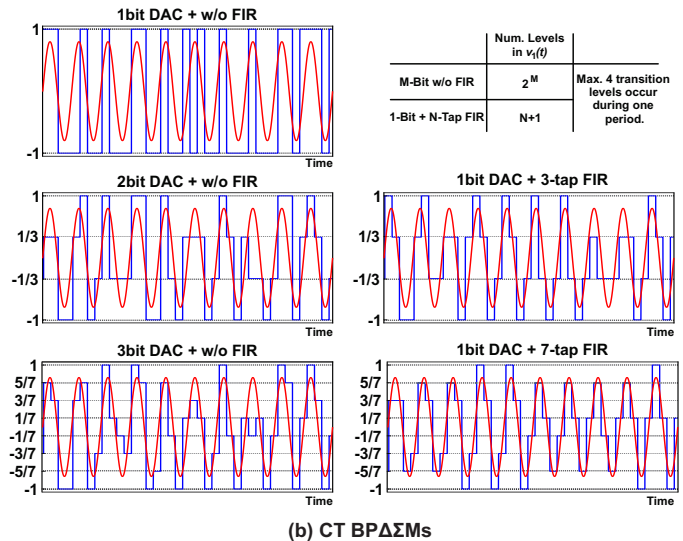 1bit DAC + w/o FIR
1
-1
Time
Num. Levels
in v1(t)
M-Bit w/o FIR
2^M
Max. 4 transition
levels occur
during one
period.
1-Bit + N-Tap FIR
N+1
2bit DAC + w/o FIR
1
1/3
-1/3
-1
Time
1bit DAC + 3-tap FIR
1
1/3
-1/3
-1
Time
3bit DAC + w/o FIR
1
5/7
3/7
1/7
-1/7
-3/7
-5/7
-1
Time
1bit DAC + 7-tap FIR
1
5/7
3/7
1/7
-1/7
-3/7
-5/7
-1
Time
(b) CT BPΔΣMs